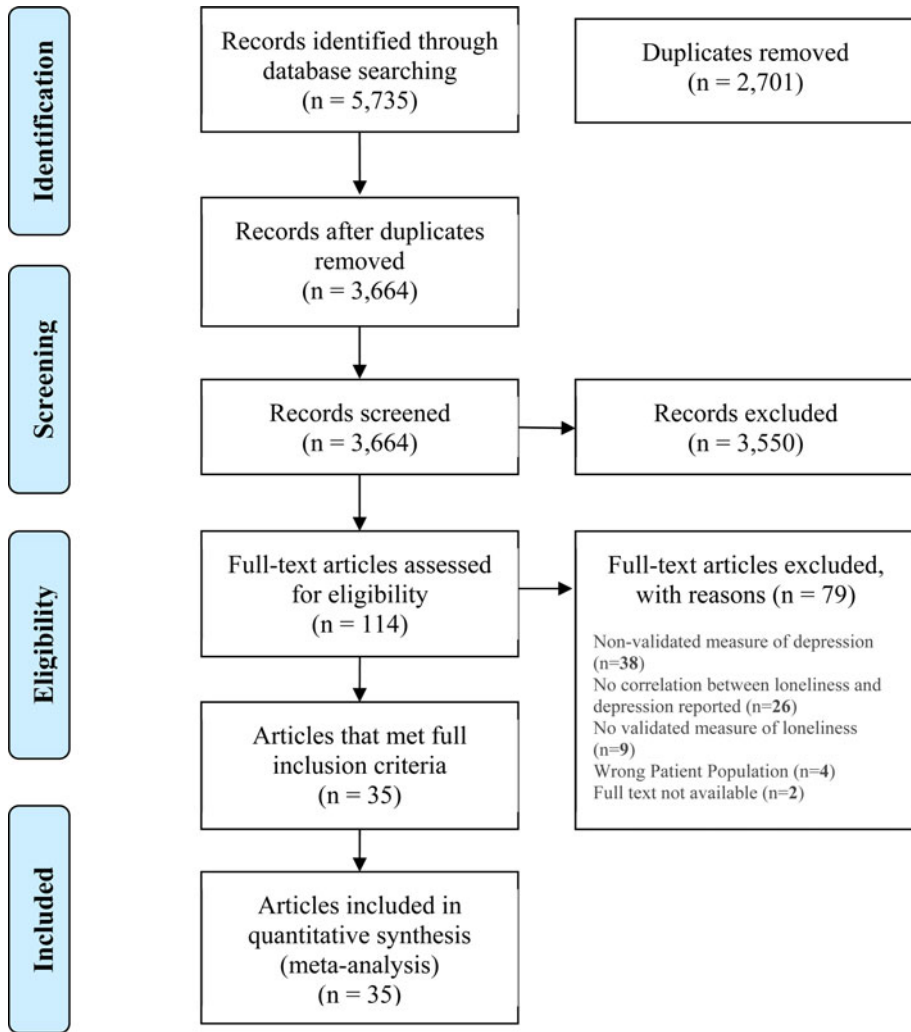 Identification
Records identified through
database searching
(n = 5,735)
Duplicates removed
(n = 2,701)
Records after duplicates
removed
(n = 3,664)
Screening
Records screened
(n = 3,664)
Records excluded
(n = 3,550)
Eligibility
Full-text articles assessed
for eligibility
(n = 114)
Full-text articles excluded,
with reasons (n = 79)
Non-validated measure of depression
(n=38)
No correlation between loneliness and
depression reported (n=26)
No validated measure of loneliness
(n=9)
Wrong Patient Population (n=4)
Full text not available (n=2)
Articles that met full
inclusion criteria
(n = 35)
Included
Articles included in
quantitative synthesis
(meta-analysis)
(n = 35)